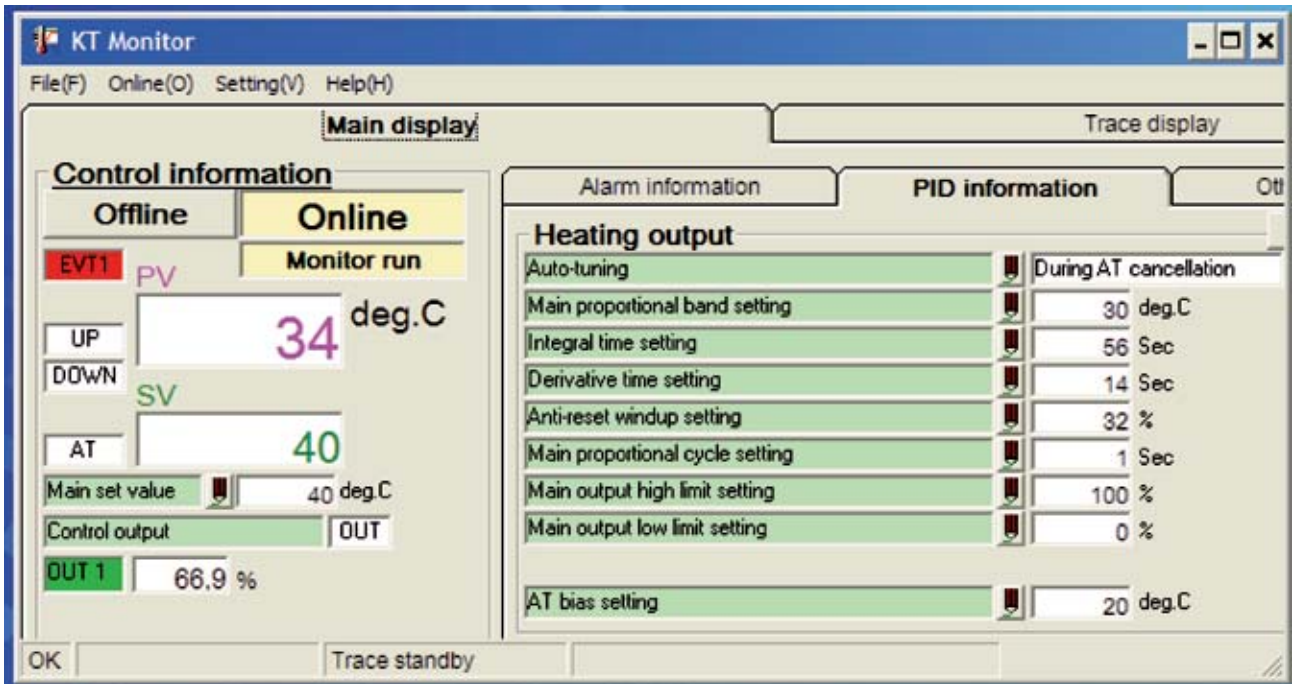 KT Monitor
File(F) Online(O) Setting(V) Help(H)
Main display
Trace display
Control information
Offline
Online
Monitor run
EVT1
PV
34 deg.C
UP
DOWN
SV
40
AT
Main set value 40 deg.C
Control output OUT
OUT 1 66.9 %
Alarm information
PID information
Heating output
Auto-tuning During AT cancellation
Main proportional band setting 30 deg.C
Integral time setting 56 Sec
Derivative time setting 14 Sec
Anti-reset windup setting 32 %
Main proportional cycle setting 1 Sec
Main output high limit setting 100 %
Main output low limit setting 0 %
AT bias setting 20 deg.C
OK
Trace standby